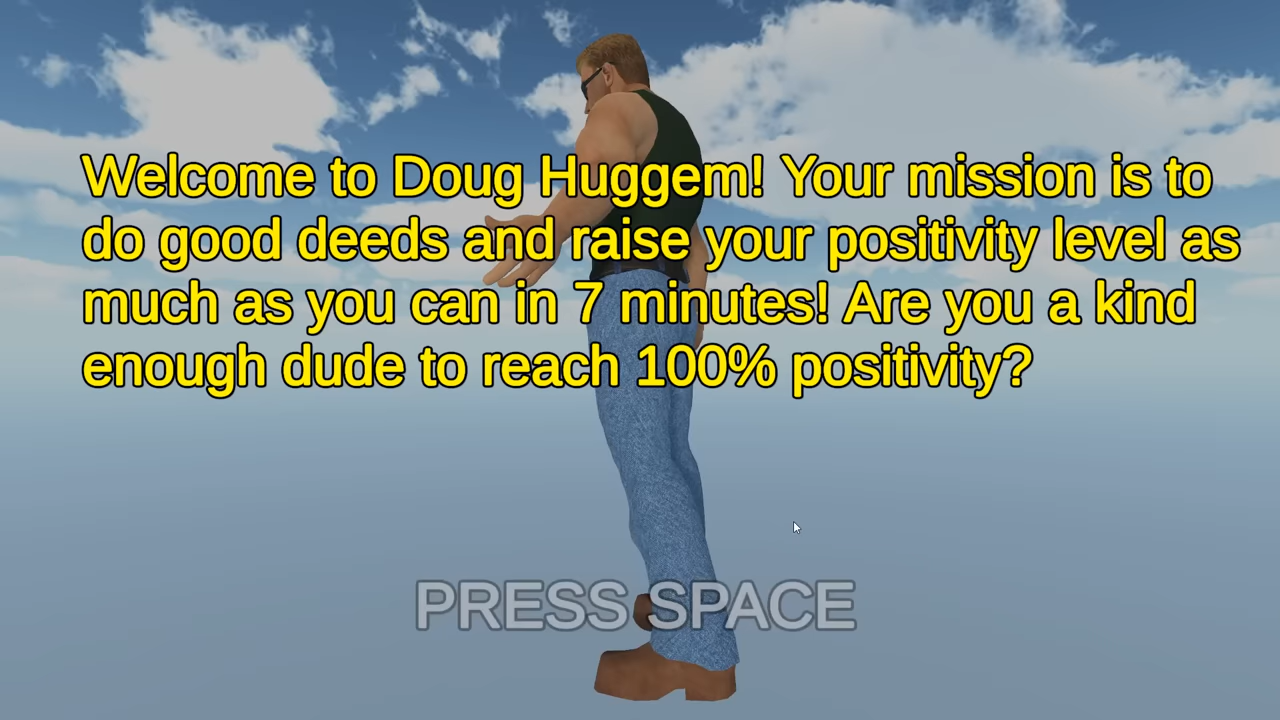 Welcome to Doug Huggem! Your mission is to
do good deeds and raise your positivity level as
much as you can in 7 minutes! Are you a kind
enough dude to reach 100% positivity?
PRESS SPACE